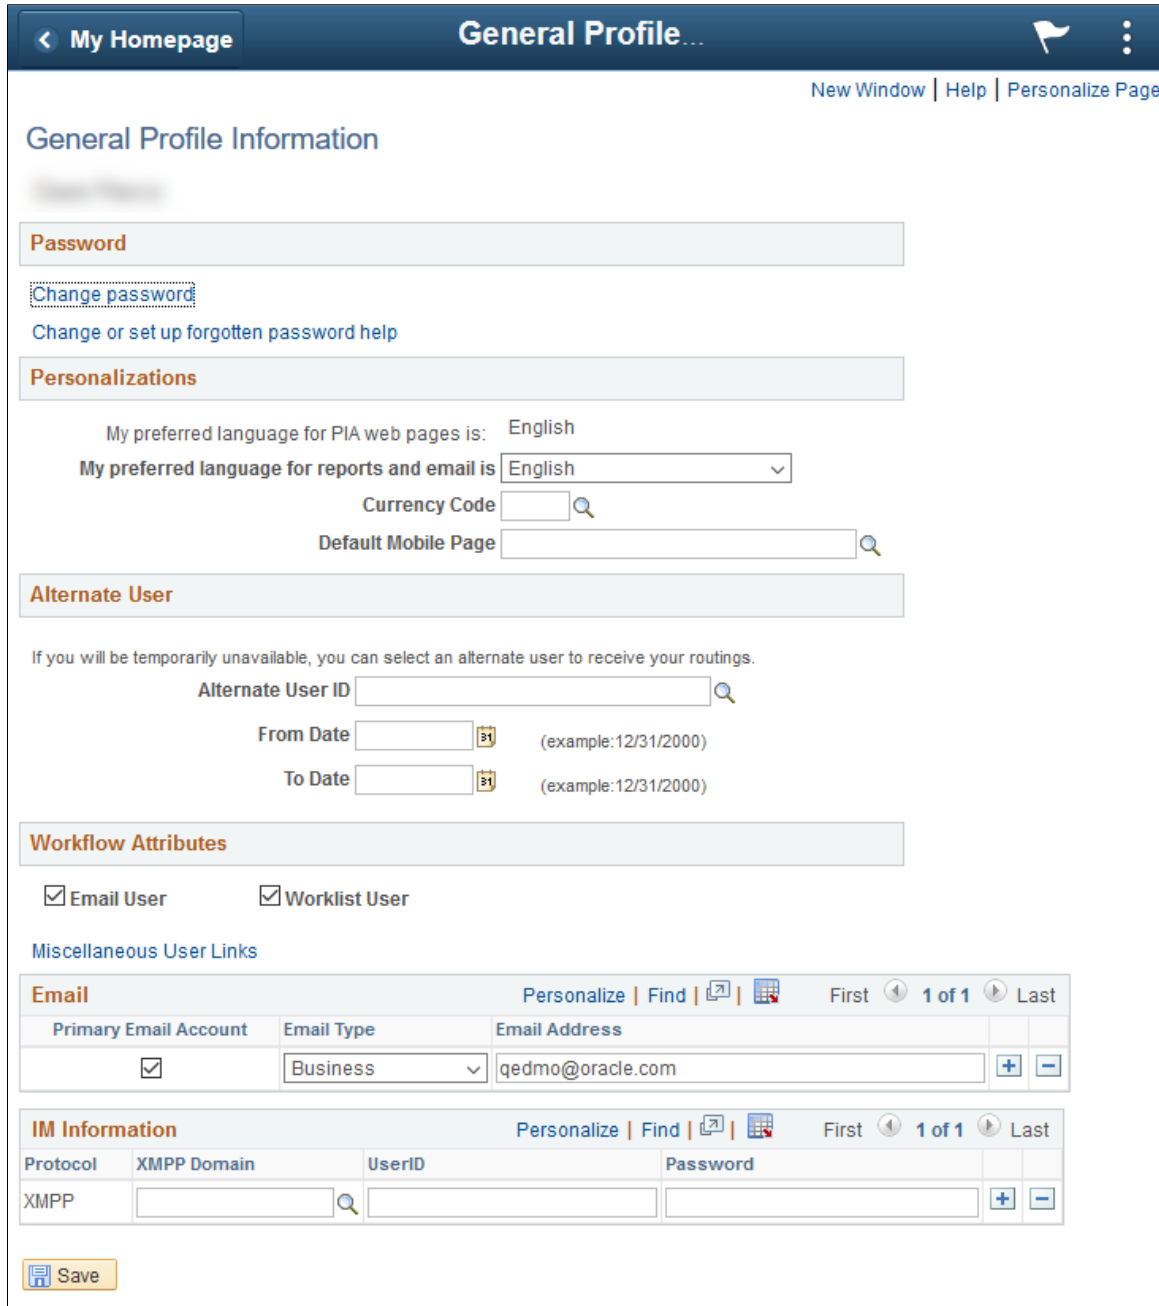 My Homepage
General Profile...
New Window | Help | Personalize Page
General Profile Information
Password
Change password
Change or set up forgotten password help
Personalizations
My preferred language for PIA web pages is: English
My preferred language for reports and email is English
Currency Code
Default Mobile Page
Alternate User
If you will be temporarily unavailable, you can select an alternate user to receive your routings.
Alternate User ID
From Date 31 (example:12/31/2000)
To Date 31 (example:12/31/2000)
Workflow Attributes
Email User Worklist User
Miscellaneous User Links
Email Personalize | Find | | First 1 of 1 Last
Primary Email Account Email Type Email Address
Business qedmo@oracle.com
IM Information Personalize | Find | | First 1 of 1 Last
Protocol XMPP Domain UserID Password
XMPP
Save